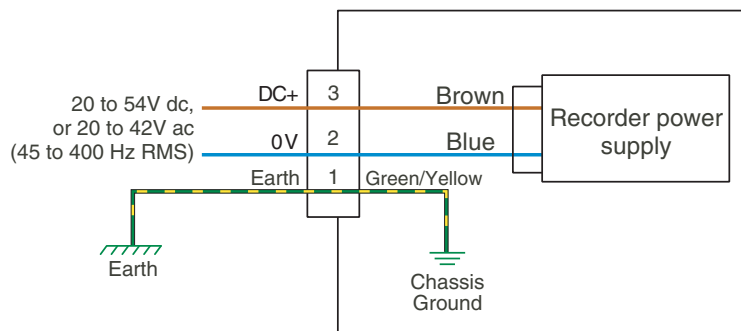 20 to 54V dc,
or 20 to 42V ac
(45 to 400 Hz RMS)
DC+
3
Brown
0V
2
Blue
Earth
1
Green/Yellow
Recorder power
supply
Earth
Chassis
Ground